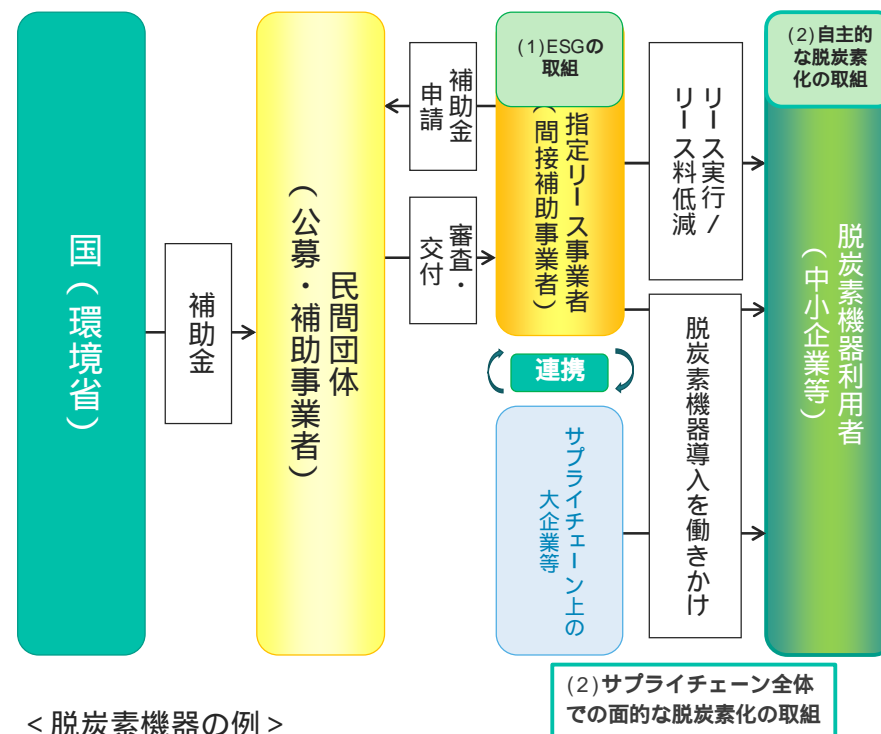 国(環境省)
補助金
民間団体
(公募・補助事業者)
補助金
申請
審査・
交付
(1)ESGの
取組
指定リース事業者
(間接補助事業者)
連携
サプライチェーン上の
大企業等
リース実行/
リース料低減
脱炭素機器導入を働きかけ
(2)自主的
な脱炭素
化の取組
脱炭素機器利用者
(中小企業等)
(2)サプライチェーン全体
での面的な脱炭素化の取組
<脱炭素機器の例>